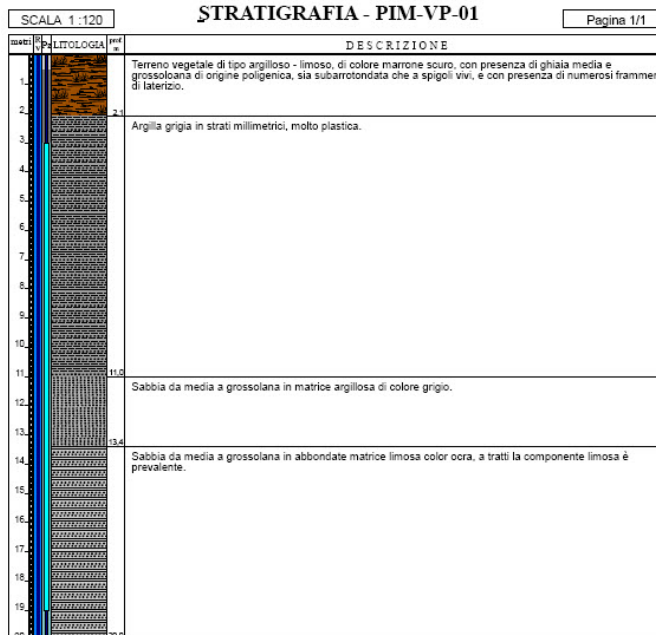 SCALA 1 :120
STRATIGRAFIA - PIM-VP-01
Pagina 1/1
metri R v Pz LITOLOGIA prof. m DESCRIZIONE
Terreno vegetale di tipo argilloso - limoso, di colore marrone scuro, con presenza di ghiaia media e
1
grossoloana di origine poligenica, sia subarrotondata che a spigoli vivi, e con presenza di numerosi frammen
di laterizio.
2
2,1
Argilla grigia in strati millimetrici, molto plastica.
3
4
5
6
7
8
9
10
11
11,0
Sabbia da media a grossolana in matrice argillosa di colore grigio.
12
13
13,4
Sabbia da media a grossolana in abbondate matrice limosa color ocra, a tratti la componente limosa è
14
prevalente.
15
16
17
18
19